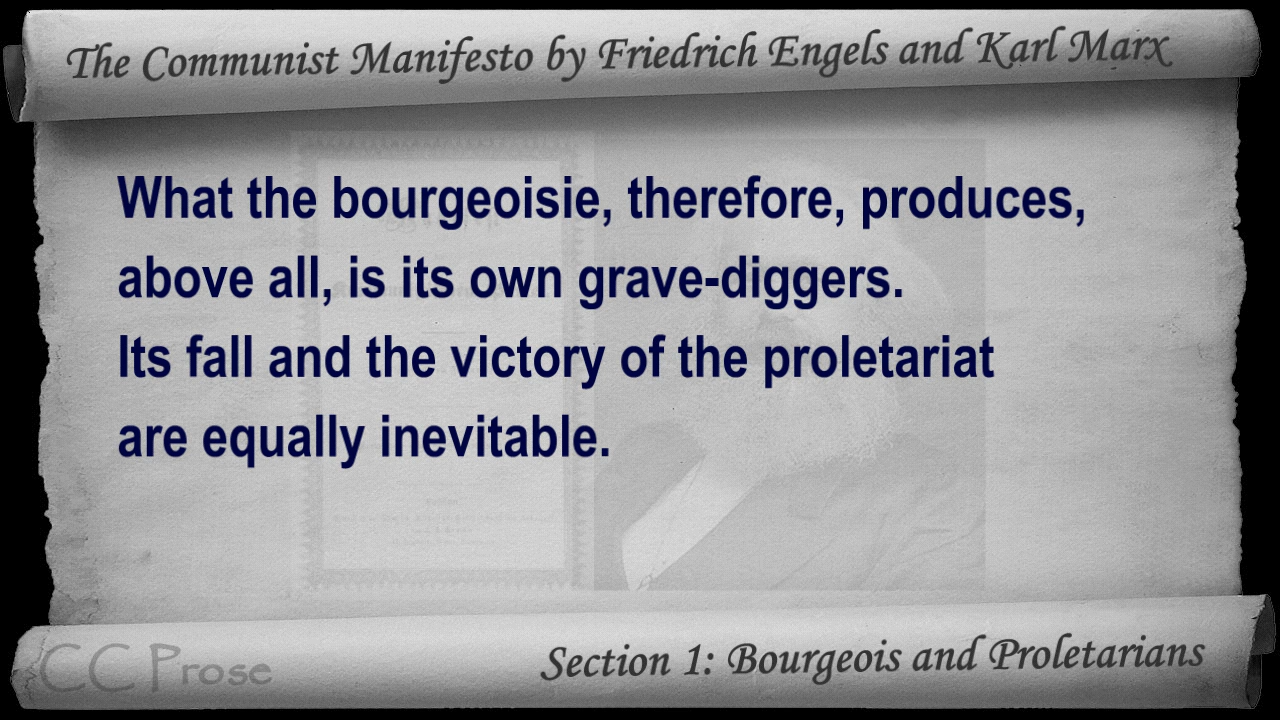 The Communist Manifesto by Friedrich Engels and Karl Marx
What the bourgeoisie, therefore, produces,
above all, is its own grave-diggers.
Its fall and the victory of the proletariat
are equally inevitable.
CC Prose
Section 1: Bourgeois and Proletarians